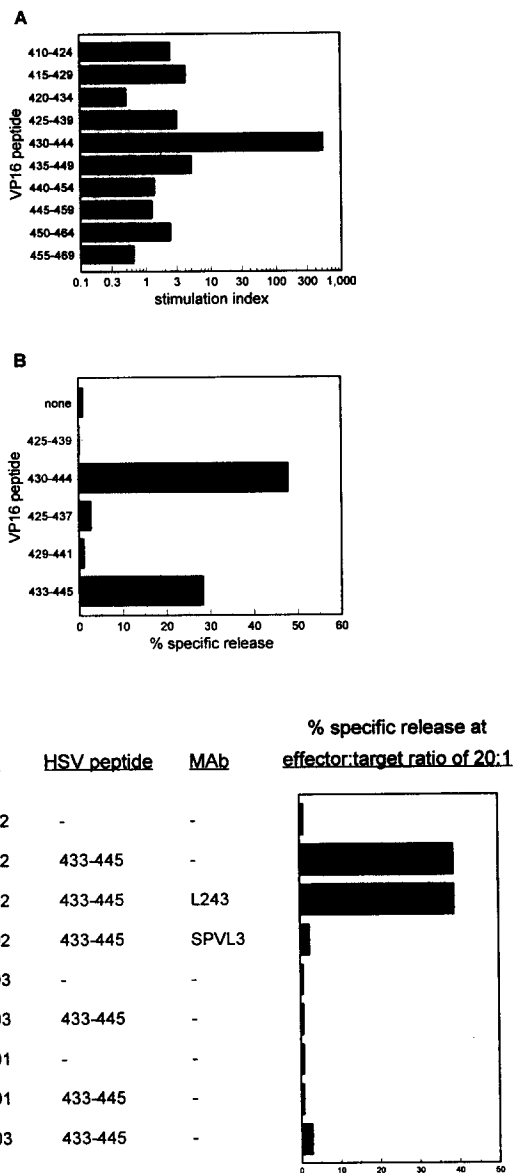 A
VP16 peptide
410-424
415-429
420-434
425-439
430-444
435-449
440-454
445-459
450-464
455-469
0.1 0.3 1 3 10 30 100 300 1,000
stimulation index
B
VP16 peptide
none
425-439
430-444
425-437
429-441
433-445
0 10 20 30 40 50 60
% specific release
% specific release at
HSV peptide MAb effector:target ratio of 20:1
2 - -
2 433-445 -
2 433-445 L243
02 433-445 SPVL3
03 - -
03 433-445 -
01 - -
01 433-445 -
03 433-445 -
0 10 20 30 40 50